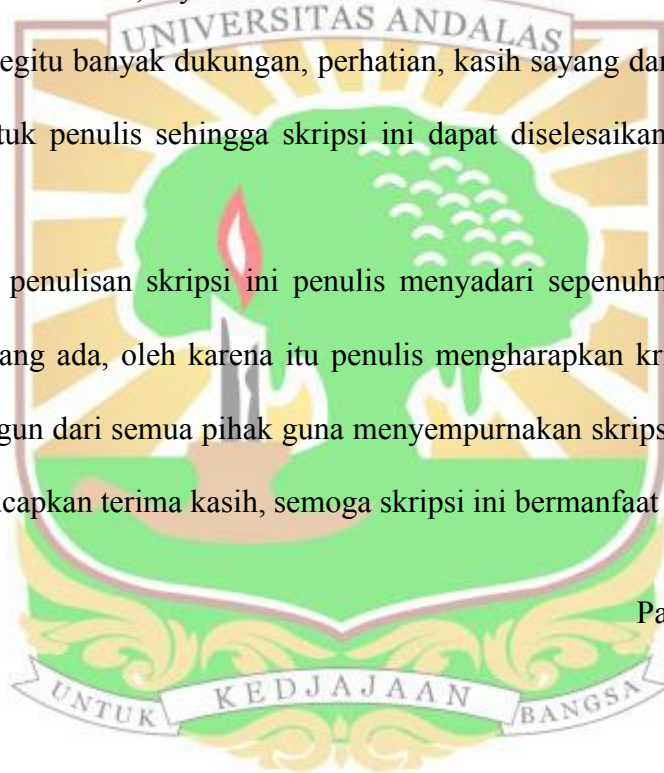 UNIVERSITAS ANDALAS
egitu banyak dukungan, perhatian, kasih sayang dan
tuk penulis sehingga skripsi ini dapat diselesaikan
penulisan skripsi ini penulis menyadari sepenuhn
ang ada, oleh karena itu penulis mengharapkan kri
gun dari semua pihak guna menyempurnakan skrips
capkan terima kasih, semoga skripsi ini bermanfaat
Pa
UNTUK KEDJAJAAN BANGSA